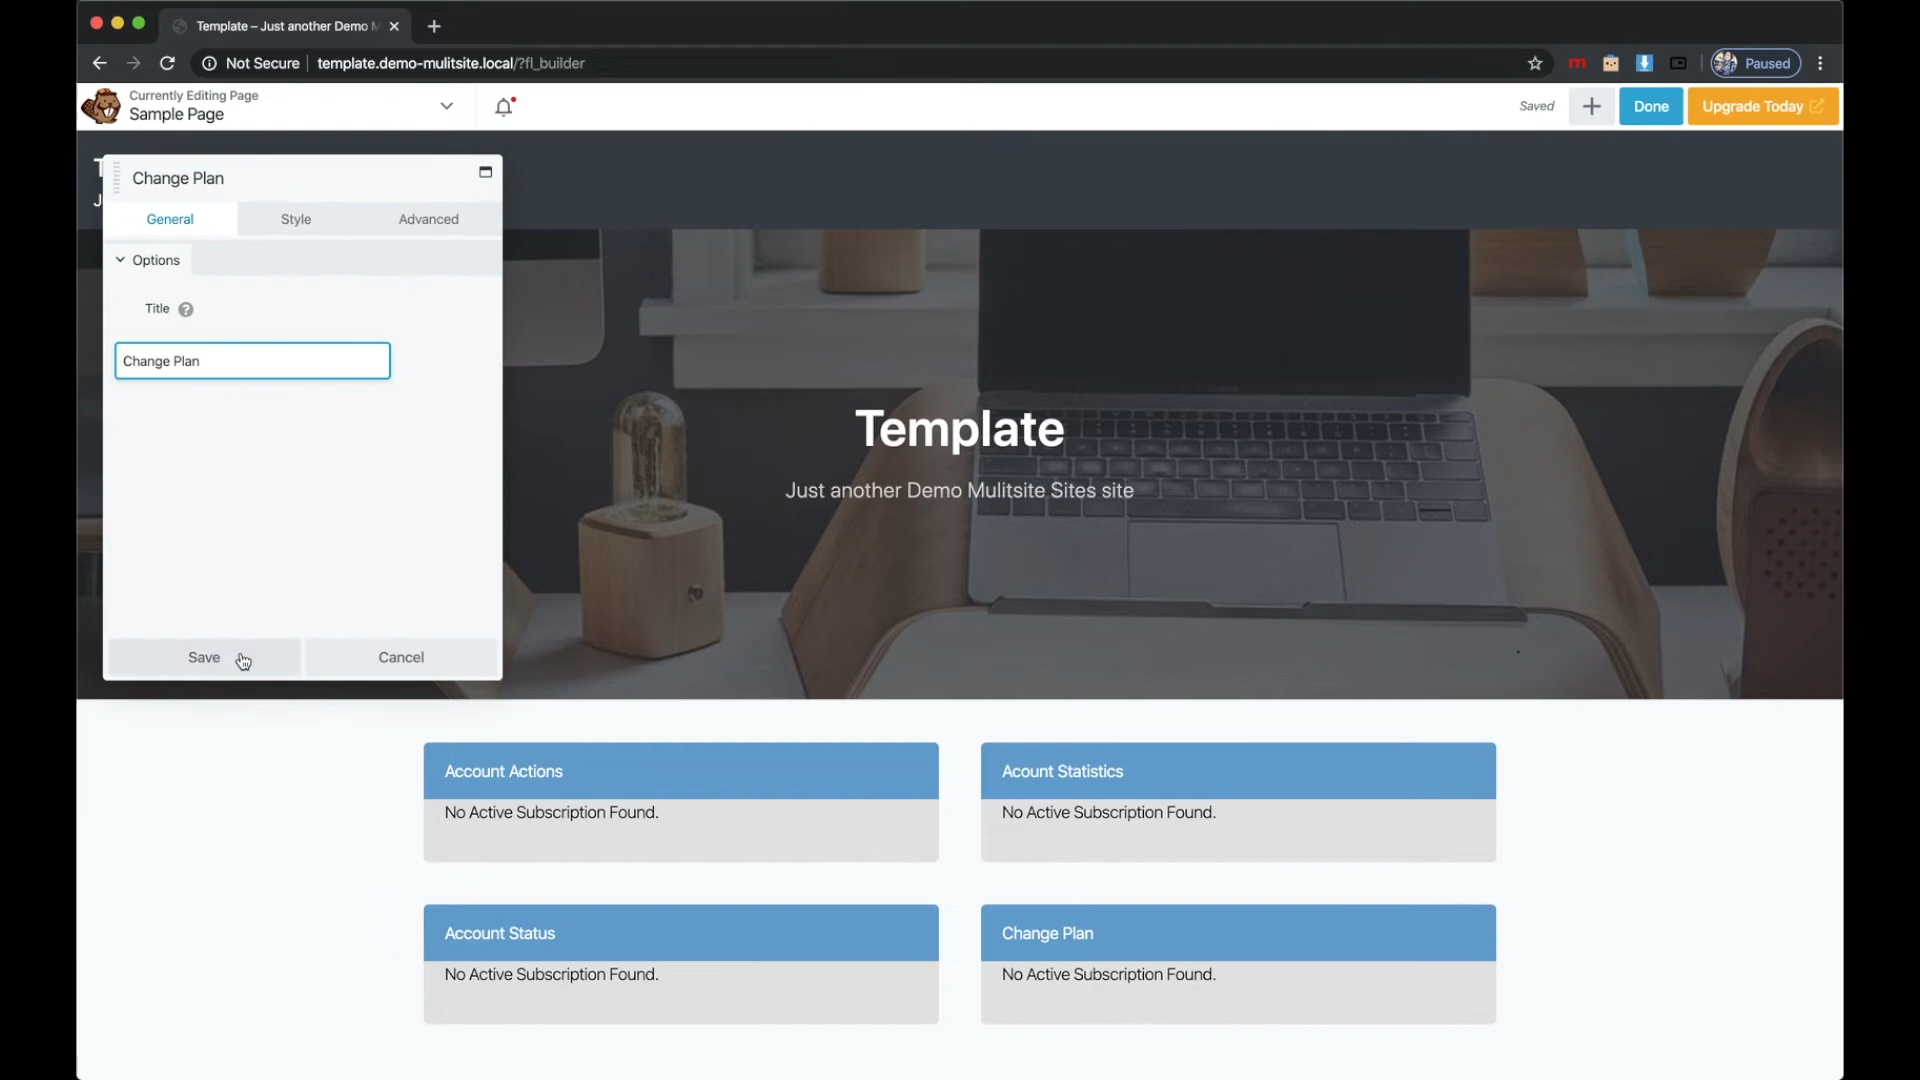 Template – Just another Demo M
Not Secure template.demo-mulitsite.local/?fl_builder
Paused
Currently Editing Page
Sample Page
Saved
Done
Upgrade Today
T
J
Change Plan
General Style Advanced
Options
Title ?
Change Plan
Save Cancel
Template
Just another Demo Mulitsite Sites site
Account Actions
No Active Subscription Found.
Acount Statistics
No Active Subscription Found.
Account Status
No Active Subscription Found.
Change Plan
No Active Subscription Found.